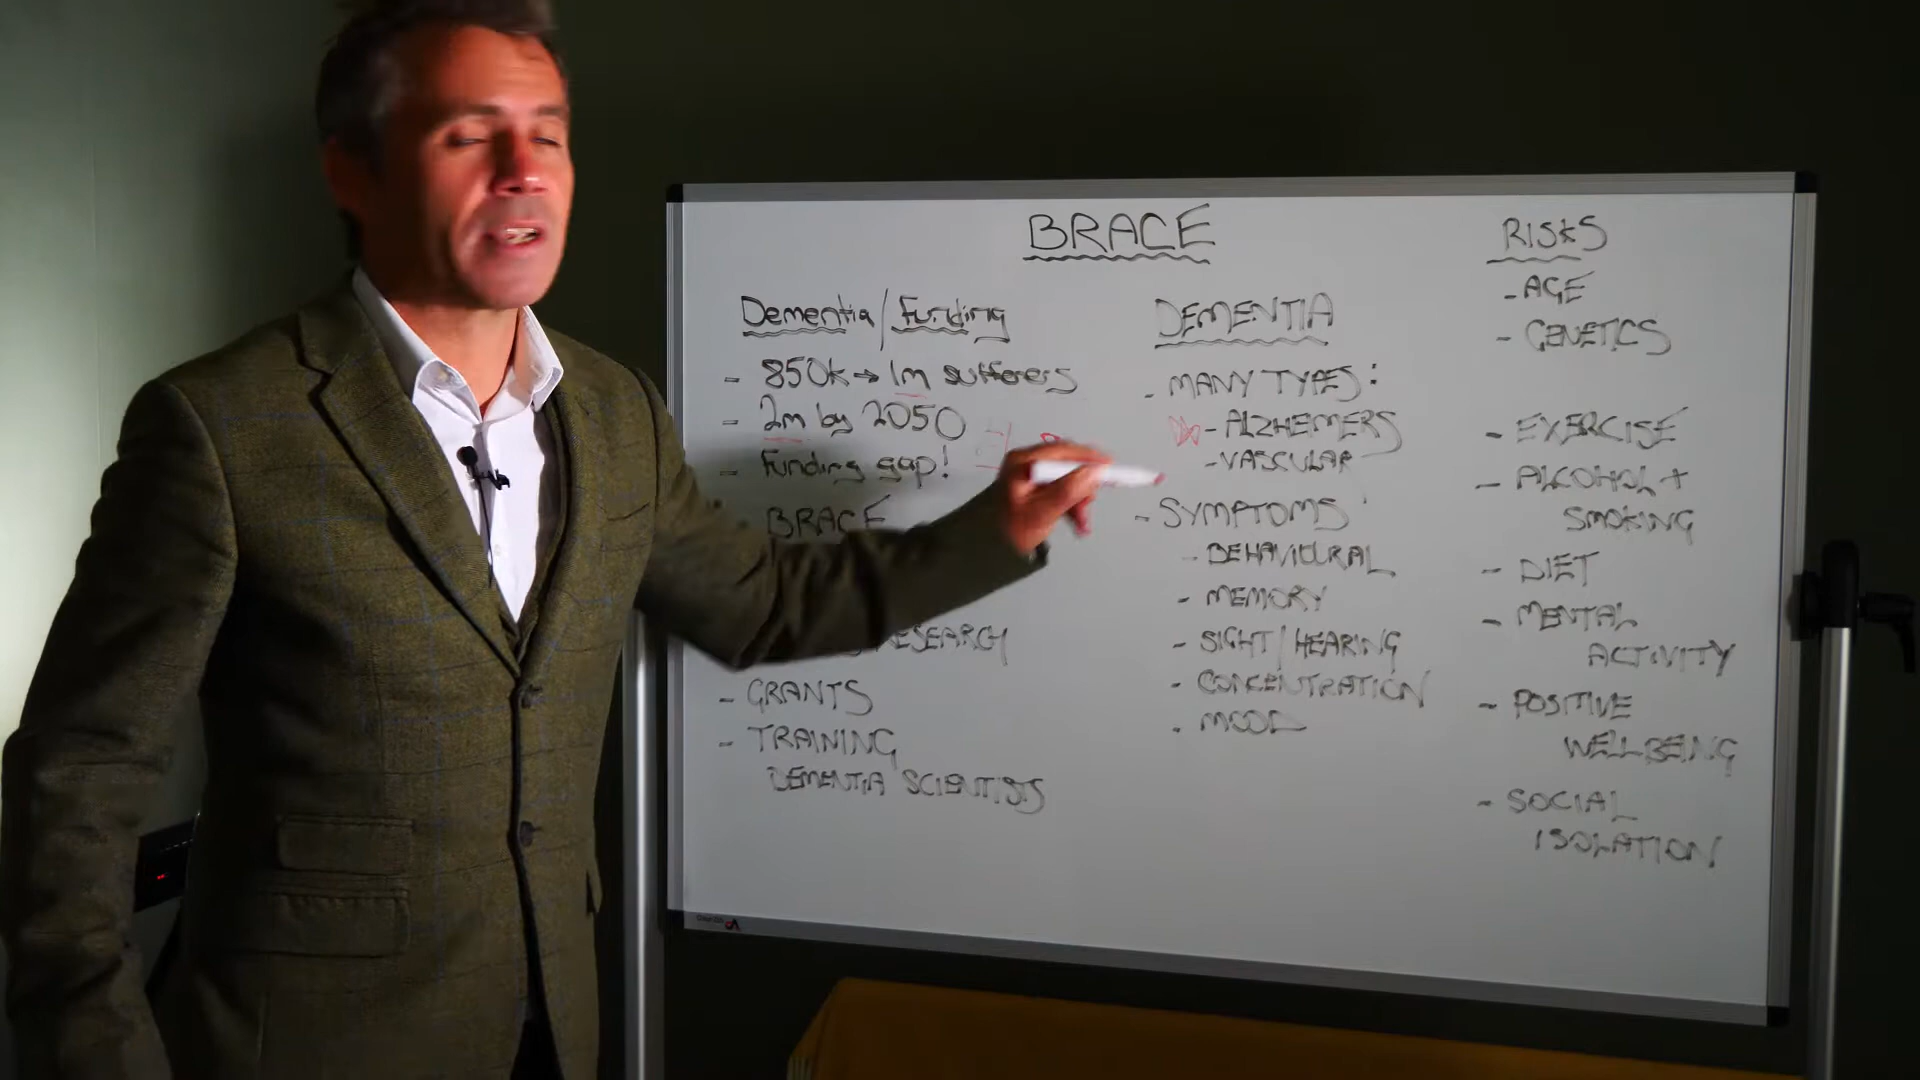 BRACE
Dementia/Funding
- 850k → 1m sufferers
- 2m by 2050
- Funding gap!
BRACE
RESEARCH
- GRANTS
- TRAINING
DEMENTIA SCIENTISTS
DEMENTIA
- MANY TYPES:
- ALZHEMERS
- VASCULAR
- SYMPTOMS
- BEHAVIOURAL
- MEMORY
- SIGHT/HEARING
- CONCENTRATION
- MOOD
RISKS
- AGE
- GENETICS
- EXERCISE
- ALCOHOL +
SMOKING
- DIET
- MENTAL
ACTIVITY
- POSITIVE
WELLBEING
- SOCIAL
ISOLATION